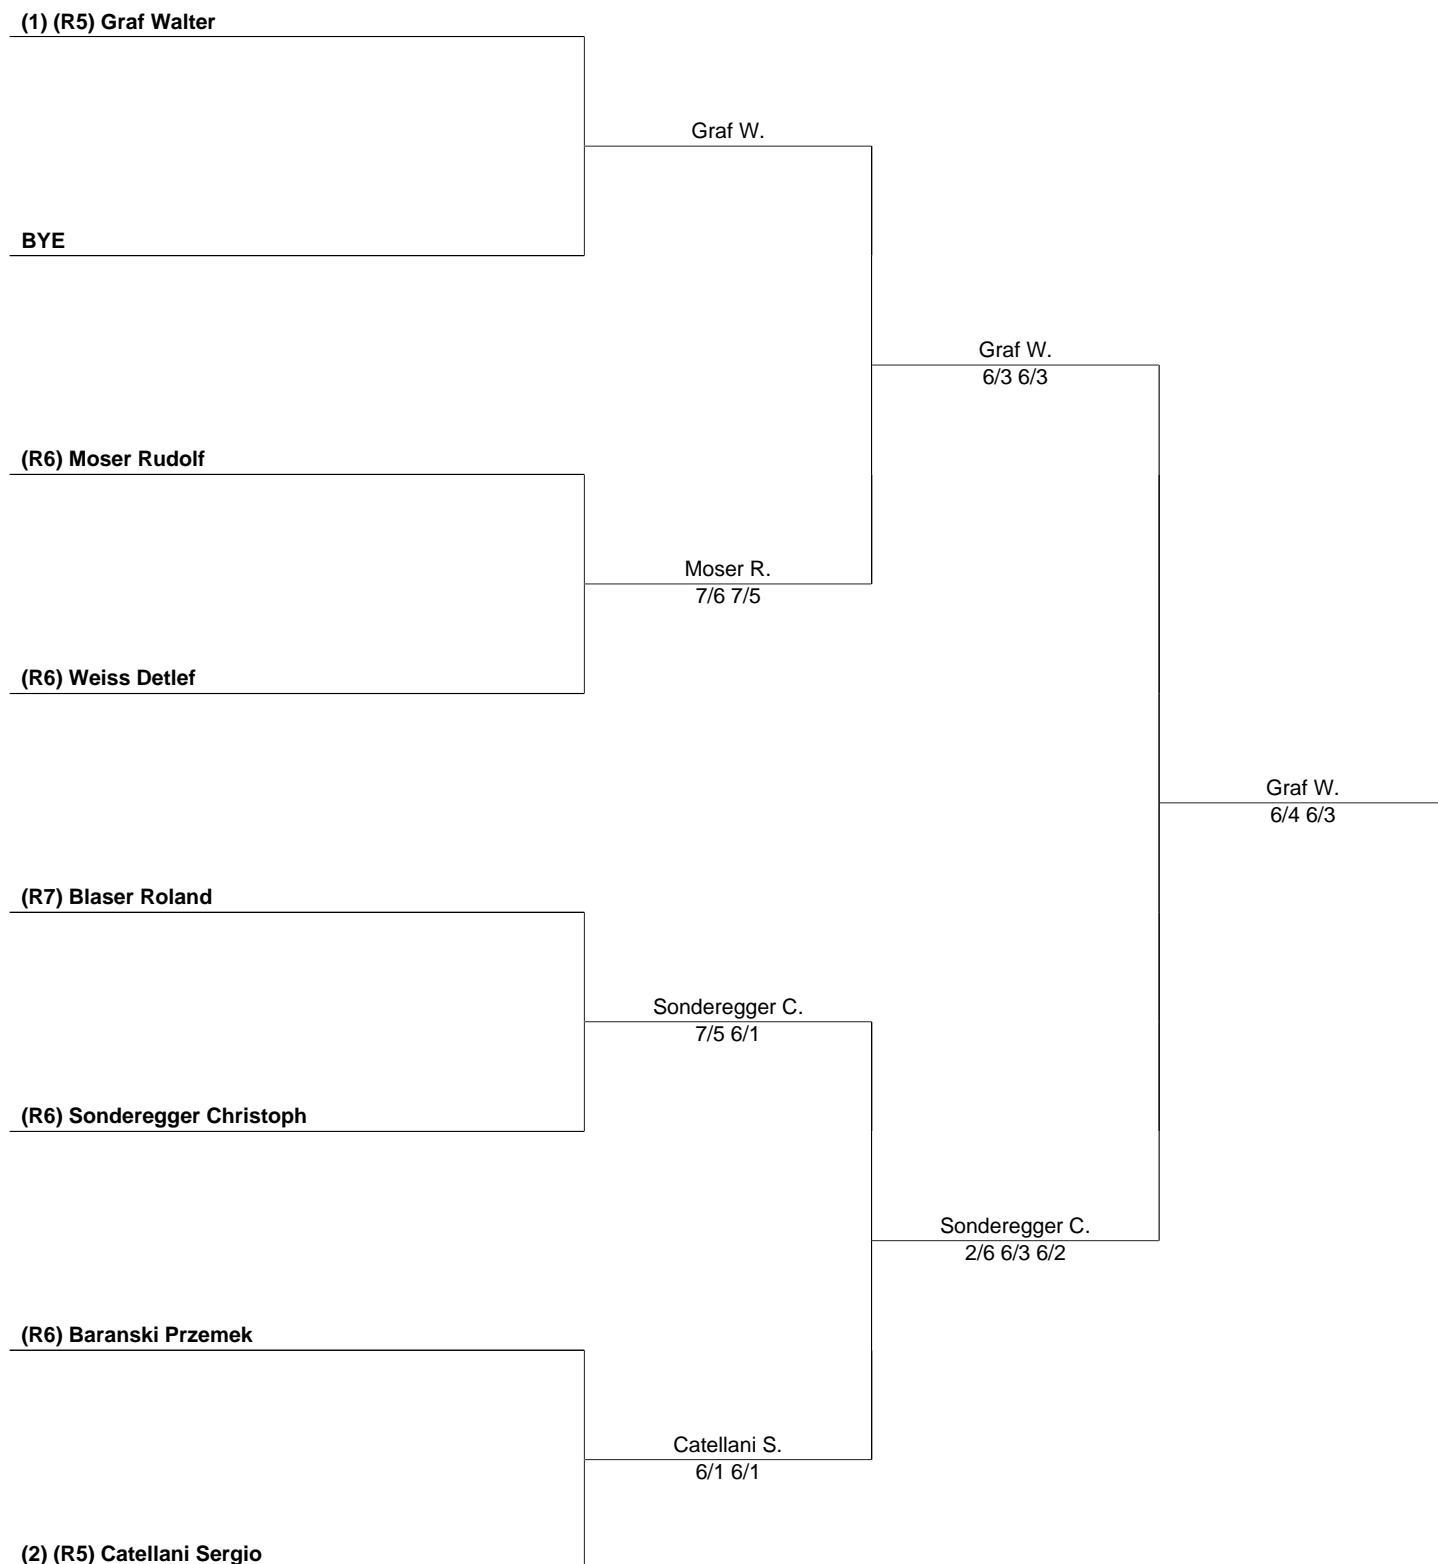 (1) (R5) Graf Walter
Graf W.
BYE
Graf W.
6/3 6/3
(R6) Moser Rudolf
Moser R.
7/6 7/5
(R6) Weiss Detlef
Graf W.
6/4 6/3
(R7) Blaser Roland
Sonderegger C.
7/5 6/1
(R6) Sonderegger Christoph
Sonderegger C.
2/6 6/3 6/2
(R6) Baranski Przemek
Catellani S.
6/1 6/1
(2) (R5) Catellani Sergio